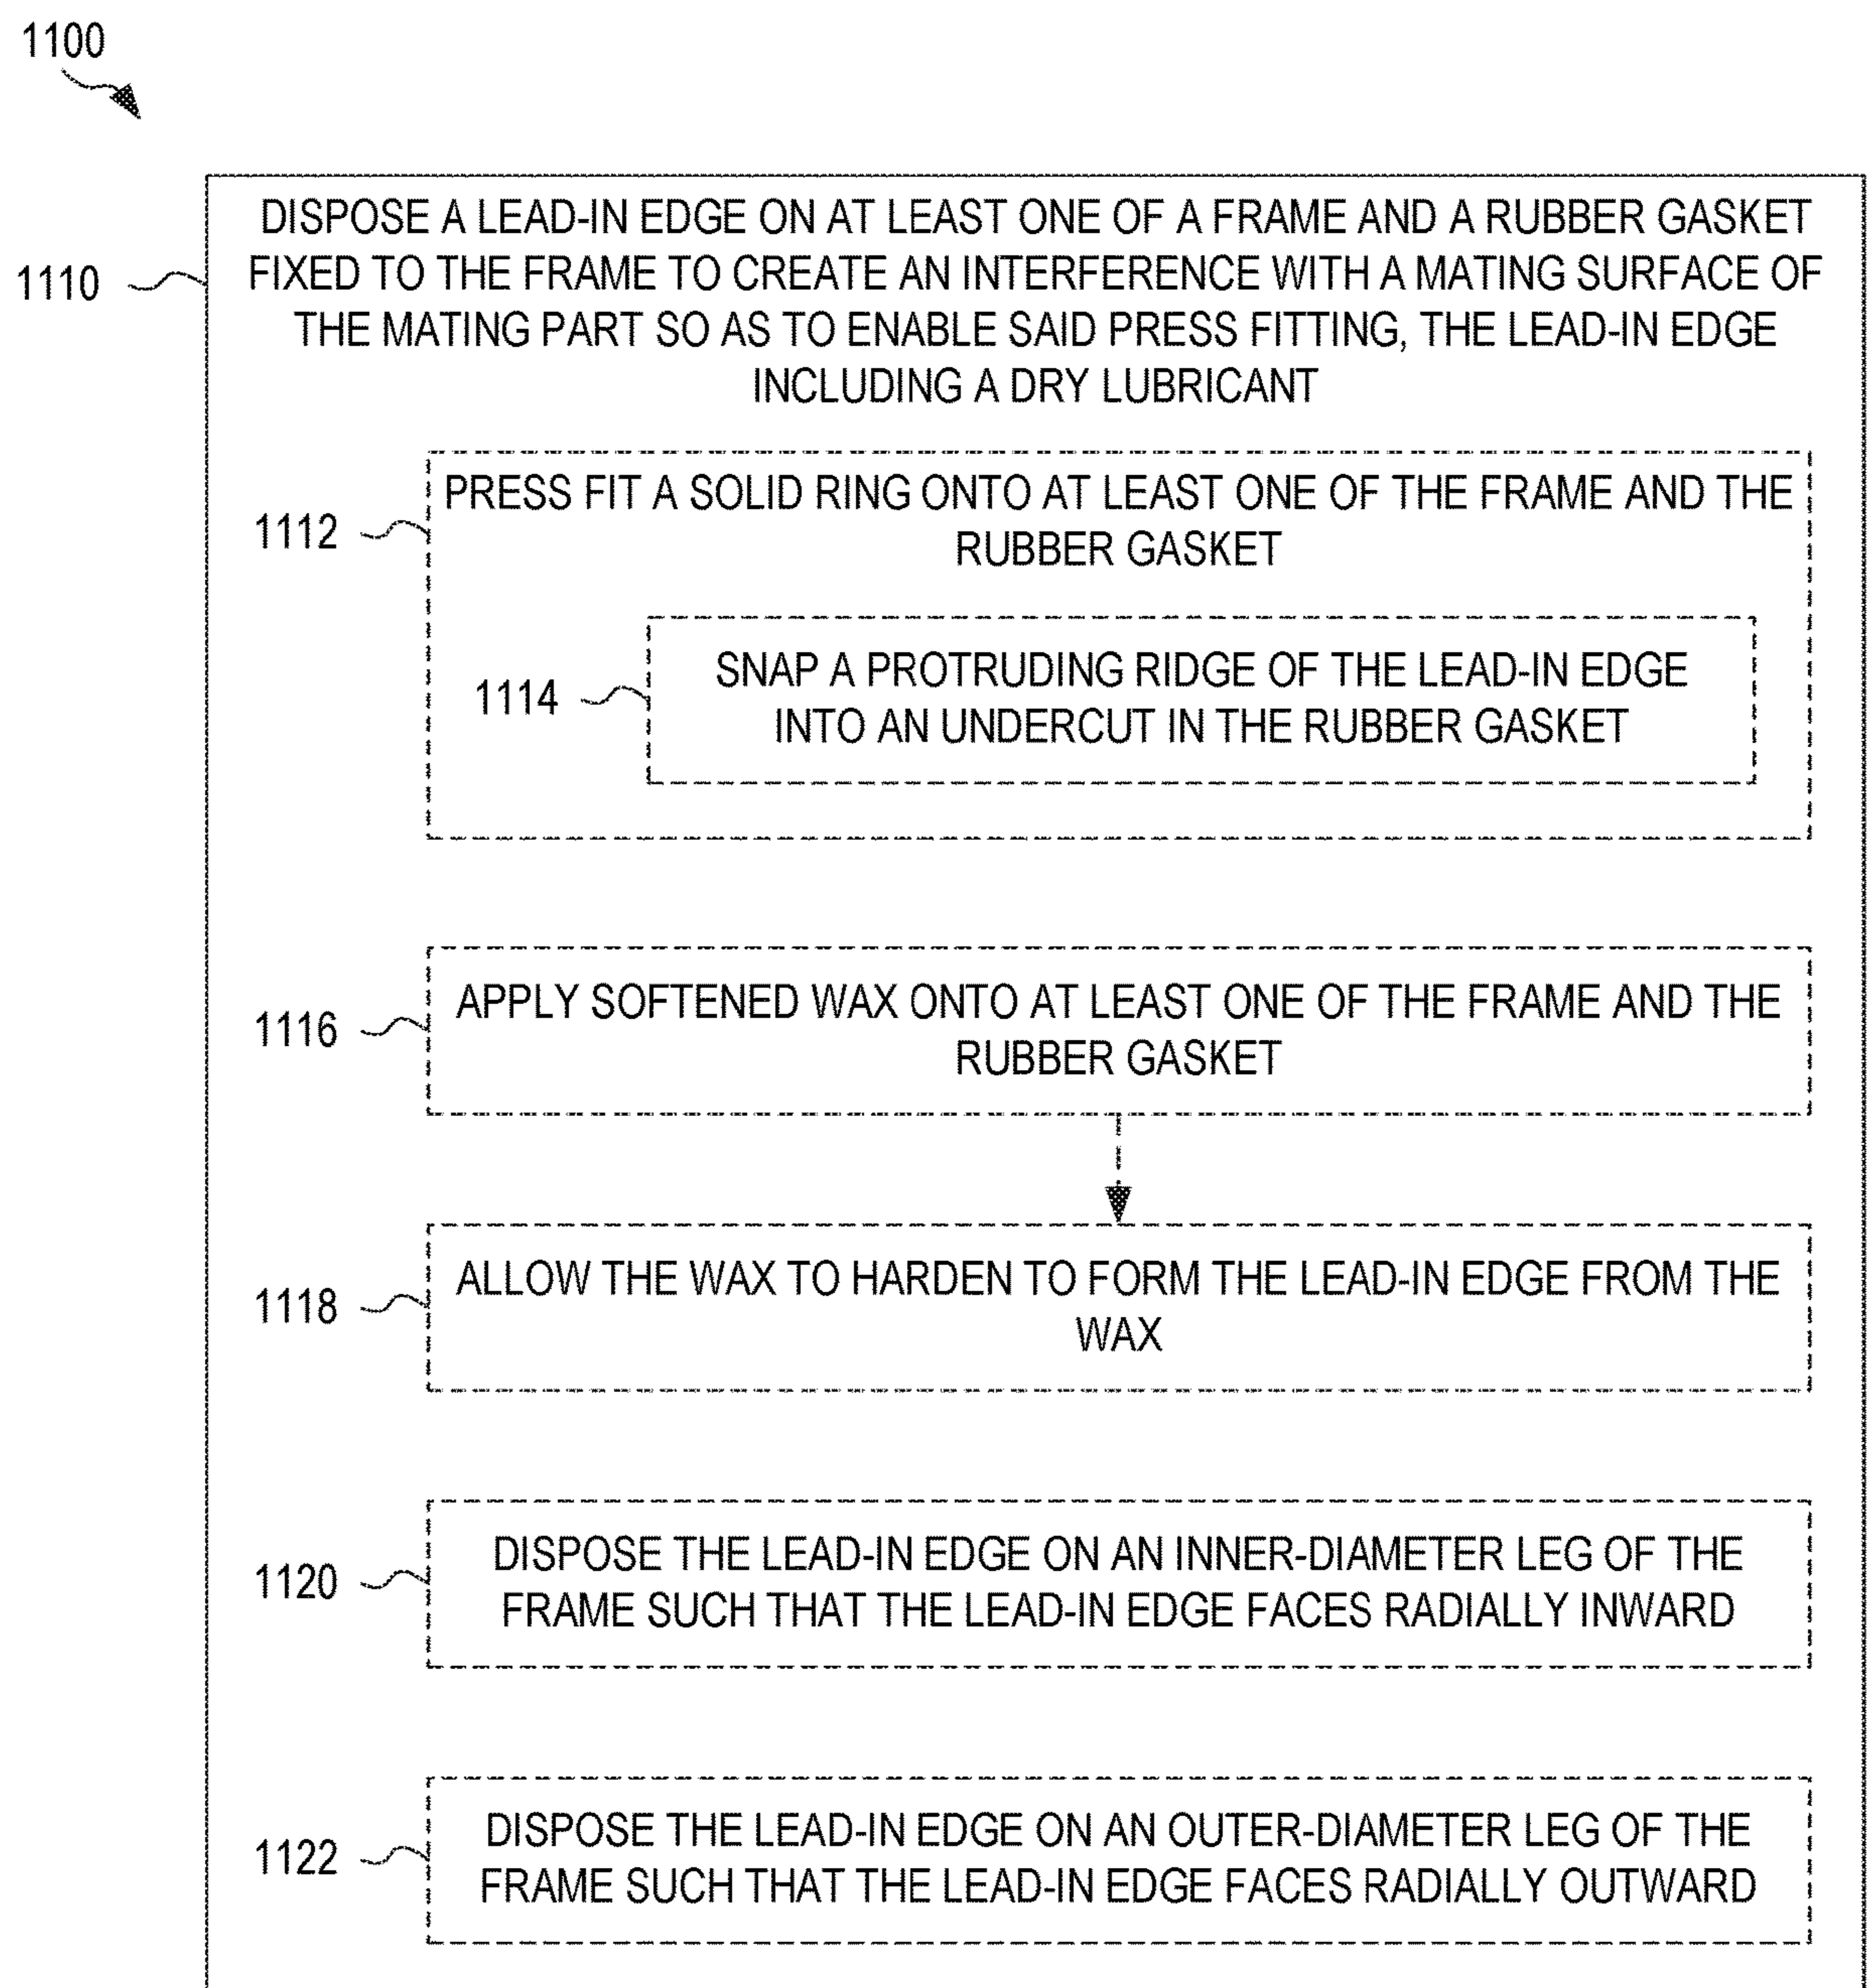 1100
DISPOSE A LEAD-IN EDGE ON AT LEAST ONE OF A FRAME AND A RUBBER GASKET
1110
FIXED TO THE FRAME TO CREATE AN INTERFERENCE WITH A MATING SURFACE OF
THE MATING PART SO AS TO ENABLE SAID PRESS FITTING, THE LEAD-IN EDGE
INCLUDING A DRY LUBRICANT
PRESS FIT A SOLID RING ONTO AT LEAST ONE OF THE FRAME AND THE
1112
RUBBER GASKET
SNAP A PROTRUDING RIDGE OF THE LEAD-IN EDGE
1114
INTO AN UNDERCUT IN THE RUBBER GASKET
APPLY SOFTENED WAX ONTO AT LEAST ONE OF THE FRAME AND THE
1116
RUBBER GASKET
ALLOW THE WAX TO HARDEN TO FORM THE LEAD-IN EDGE FROM THE
1118
WAX
DISPOSE THE LEAD-IN EDGE ON AN INNER-DIAMETER LEG OF THE
1120
FRAME SUCH THAT THE LEAD-IN EDGE FACES RADIALLY INWARD
DISPOSE THE LEAD-IN EDGE ON AN OUTER-DIAMETER LEG OF THE
1122
FRAME SUCH THAT THE LEAD-IN EDGE FACES RADIALLY OUTWARD